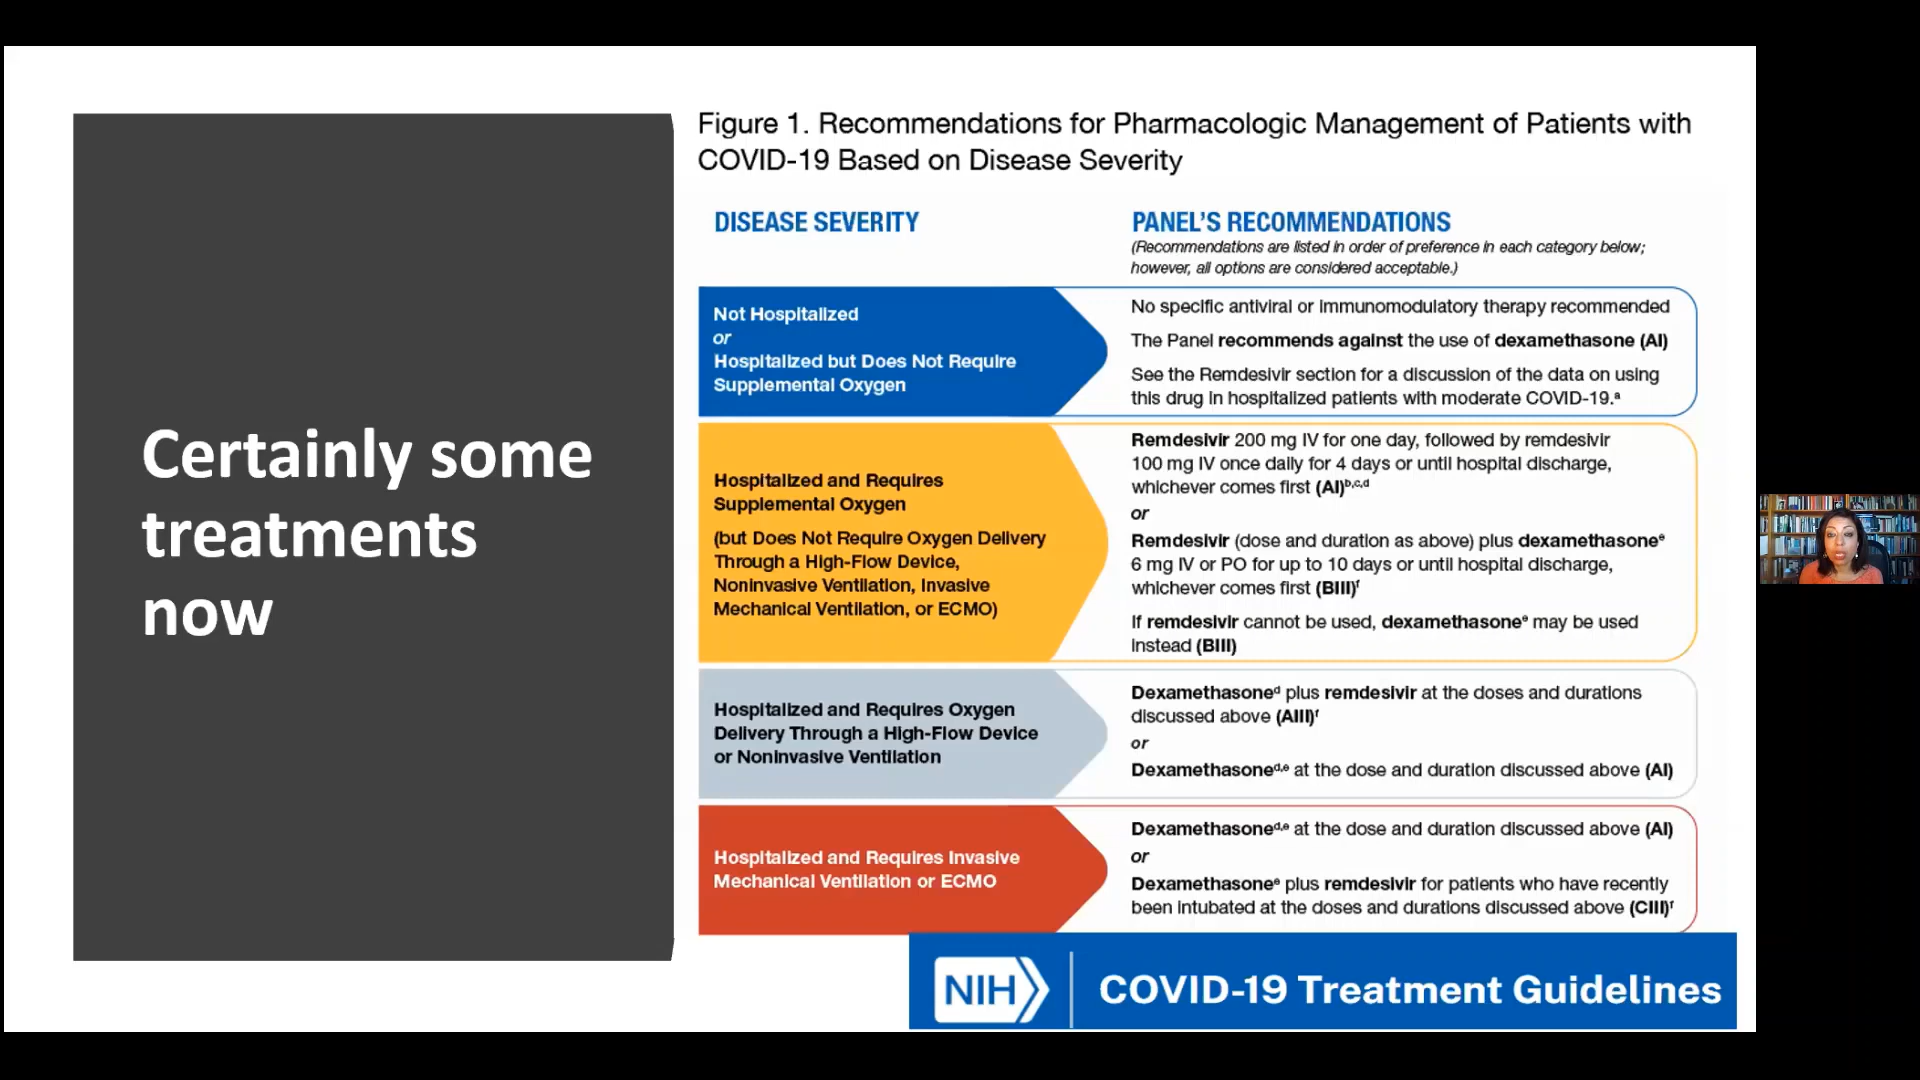 Certainly some
treatments
now
Figure 1. Recommendations for Pharmacologic Management of Patients with
COVID-19 Based on Disease Severity
DISEASE SEVERITY
PANEL'S RECOMMENDATIONS
(Recommendations are listed in order of preference in each category below;
however, all options are considered acceptable.)
Not Hospitalized
or
Hospitalized but Does Not Require
Supplemental Oxygen
No specific antiviral or immunomodulatory therapy recommended
The Panel recommends against the use of dexamethasone (AI)
See the Remdesivir section for a discussion of the data on using
this drug in hospitalized patients with moderate COVID-19.ª
Hospitalized and Requires
Supplemental Oxygen
(but Does Not Require Oxygen Delivery
Through a High-Flow Device,
Noninvasive Ventilation, Invasive
Mechanical Ventilation, or ECMO)
Remdesivir 200 mg IV for one day, followed by remdesivir
100 mg IV once daily for 4 days or until hospital discharge,
whichever comes first (AI)ᵇ,ᶜ,ᵈ
or
Remdesivir (dose and duration as above) plus dexamethasoneᵉ
6 mg IV or PO for up to 10 days or until hospital discharge,
whichever comes first (BIII)ᶠ
If remdesivir cannot be used, dexamethasoneᵉ may be used
instead (BIII)
Hospitalized and Requires Oxygen
Delivery Through a High-Flow Device
or Noninvasive Ventilation
Dexamethasoneᵈ plus remdesivir at the doses and durations
discussed above (AIII)ᶠ
or
Dexamethasoneᵈ,ᵉ at the dose and duration discussed above (AI)
Hospitalized and Requires Invasive
Mechanical Ventilation or ECMO
Dexamethasoneᵈ,ᵉ at the dose and duration discussed above (AI)
or
Dexamethasoneᵉ plus remdesivir for patients who have recently
been intubated at the doses and durations discussed above (CIII)ᶠ
NIH
COVID-19 Treatment Guidelines